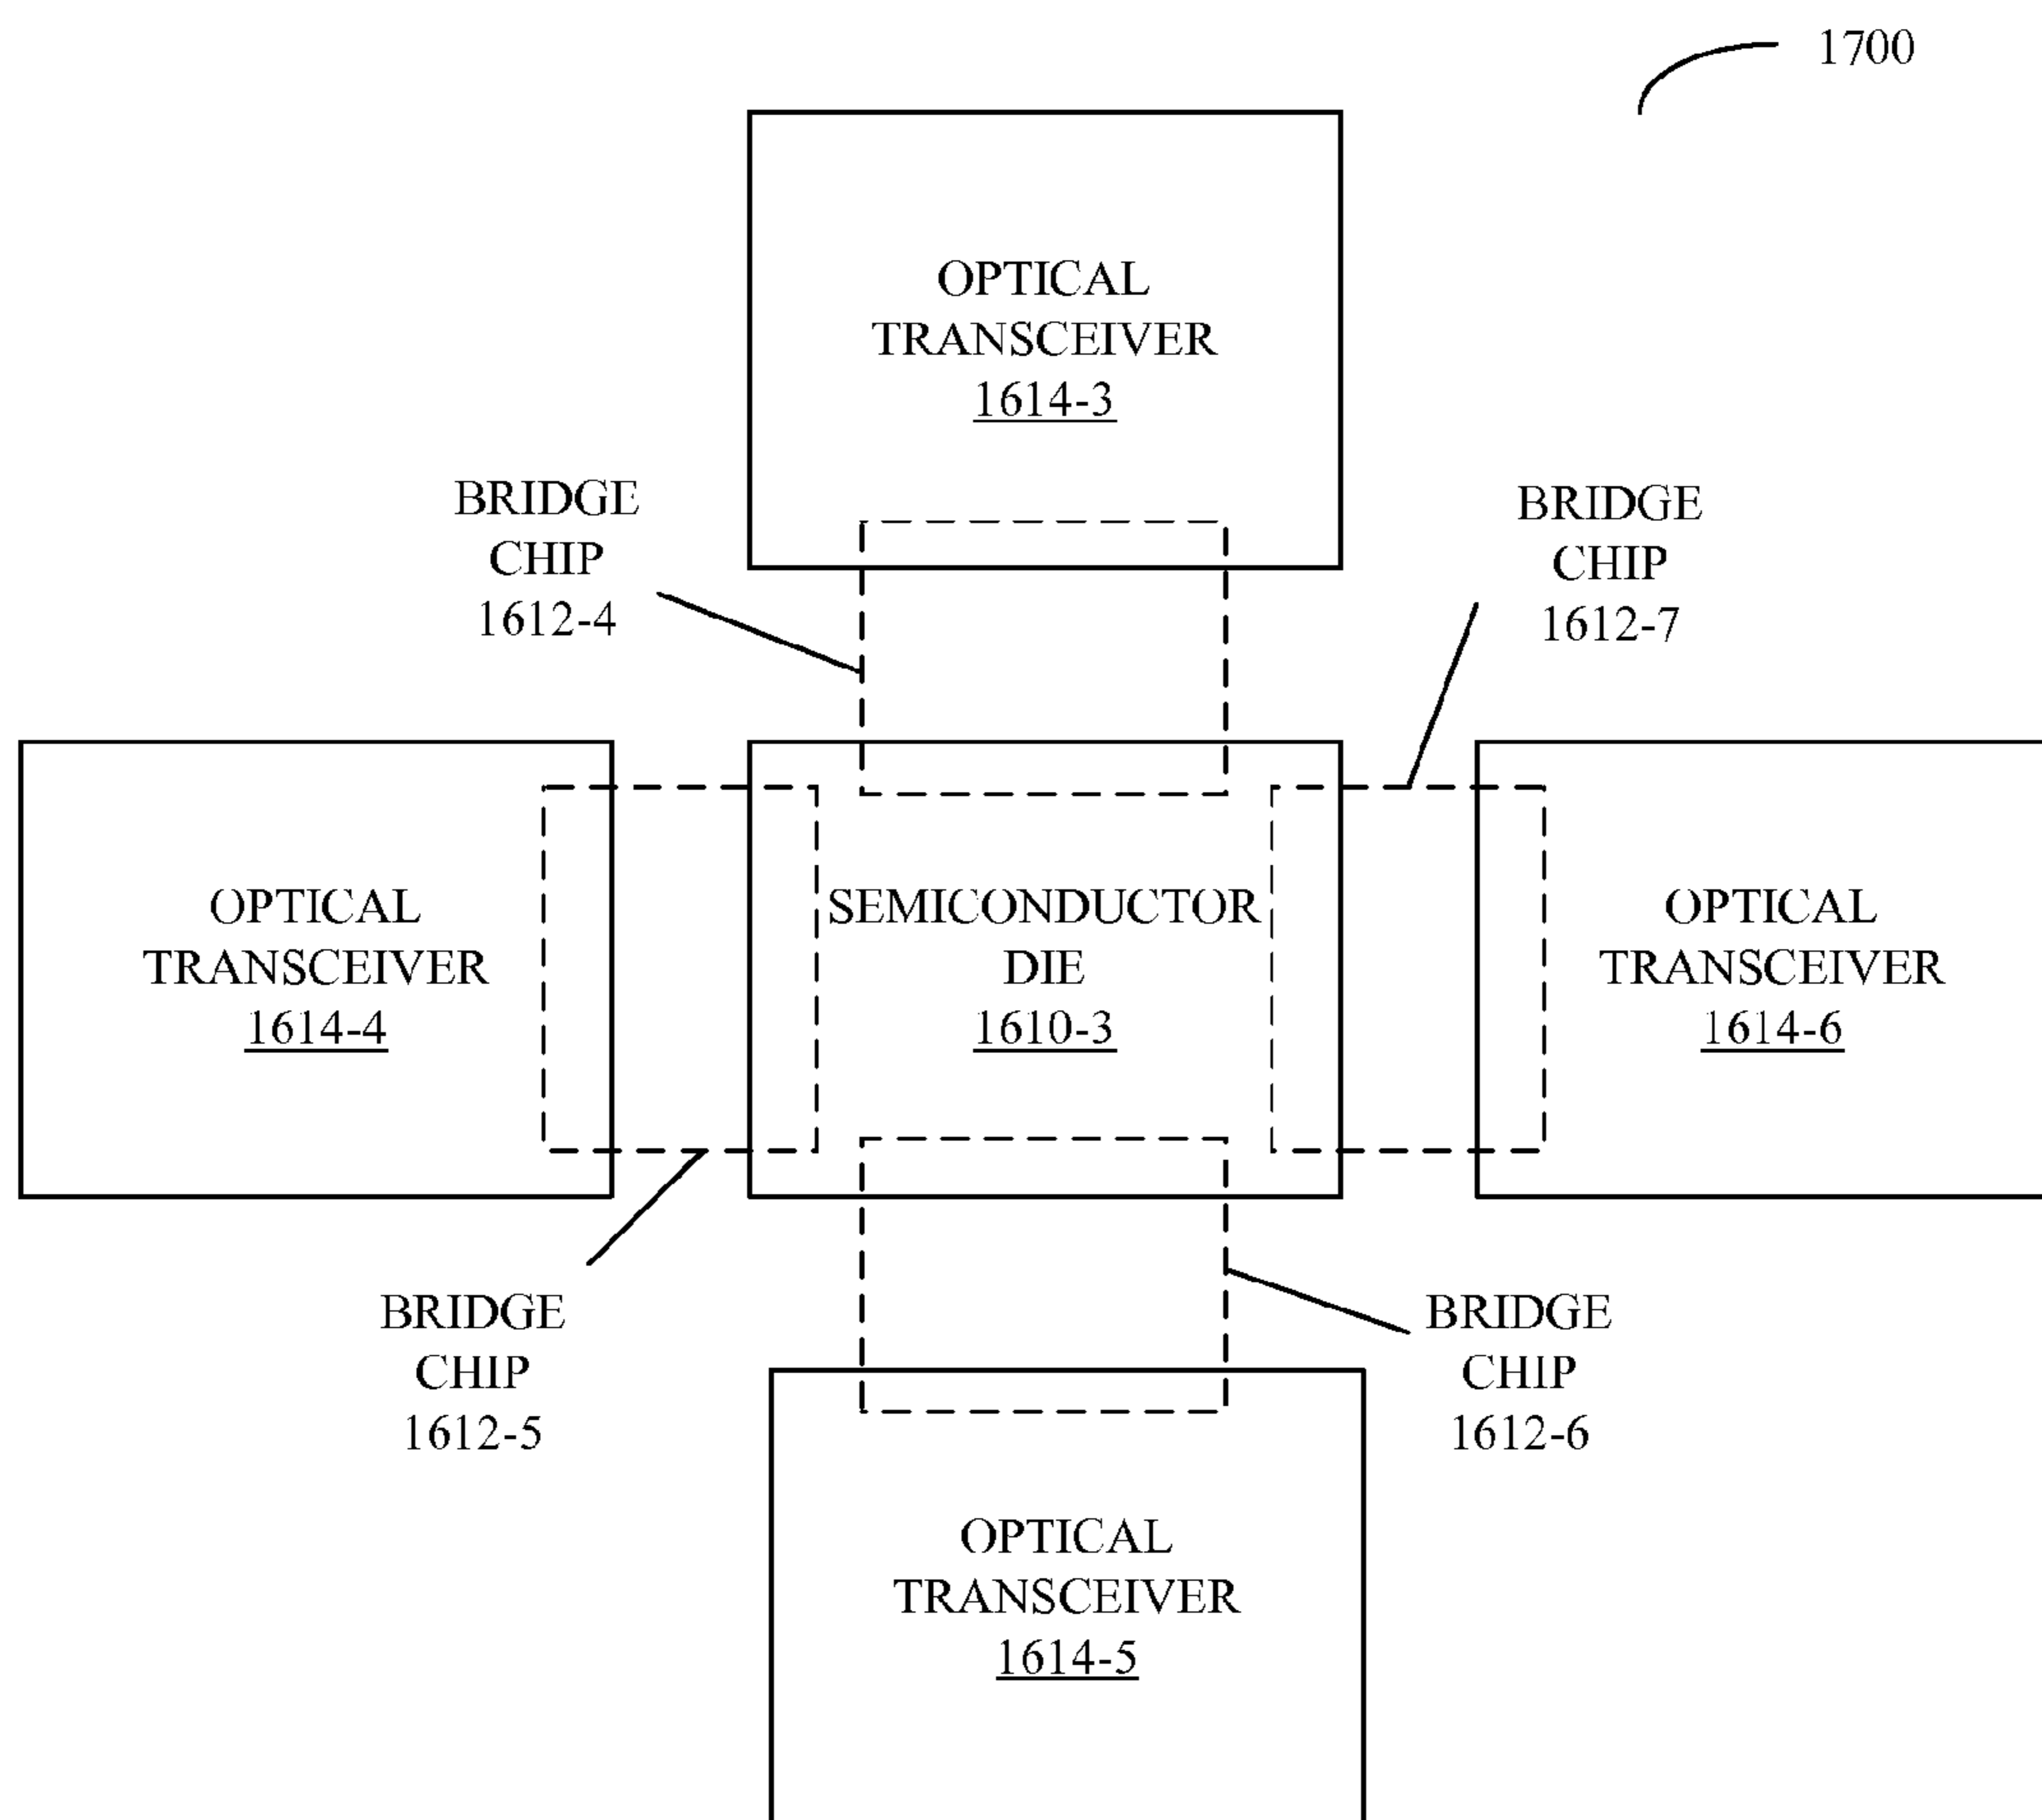 1700
OPTICAL
TRANSCEIVER
1614-3
BRIDGE
CHIP
1612-4
BRIDGE
CHIP
1612-7
OPTICAL
TRANSCEIVER
1614-4
SEMICONDUCTOR
DIE
1610-3
OPTICAL
TRANSCEIVER
1614-6
BRIDGE
CHIP
1612-5
BRIDGE
CHIP
1612-6
OPTICAL
TRANSCEIVER
1614-5